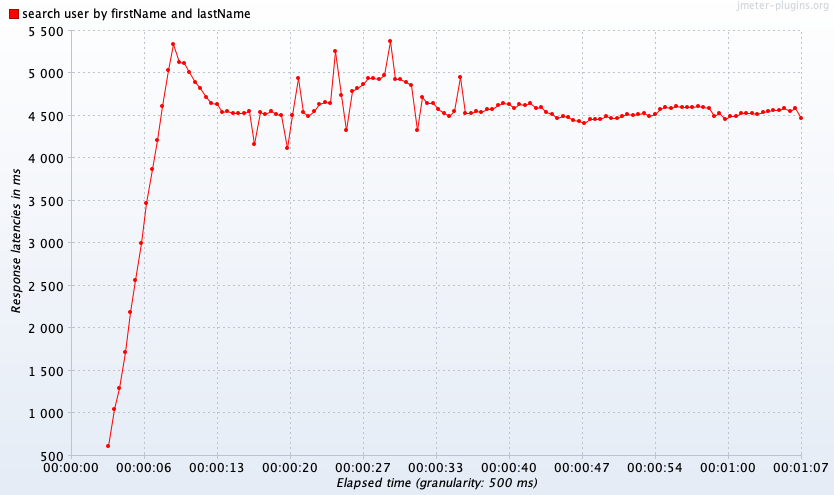 jmeter-plugins.org
search user by firstName and lastName
5 500
5 000
4 500
4 000
3 500
3 000
2 500
2 000
1 500
1 000
500
Response latencies in ms
00:00:00 00:00:06 00:00:13 00:00:20 00:00:27 00:00:33 00:00:40 00:00:47 00:00:54 00:01:00 00:01:07
Elapsed time (granularity: 500 ms)